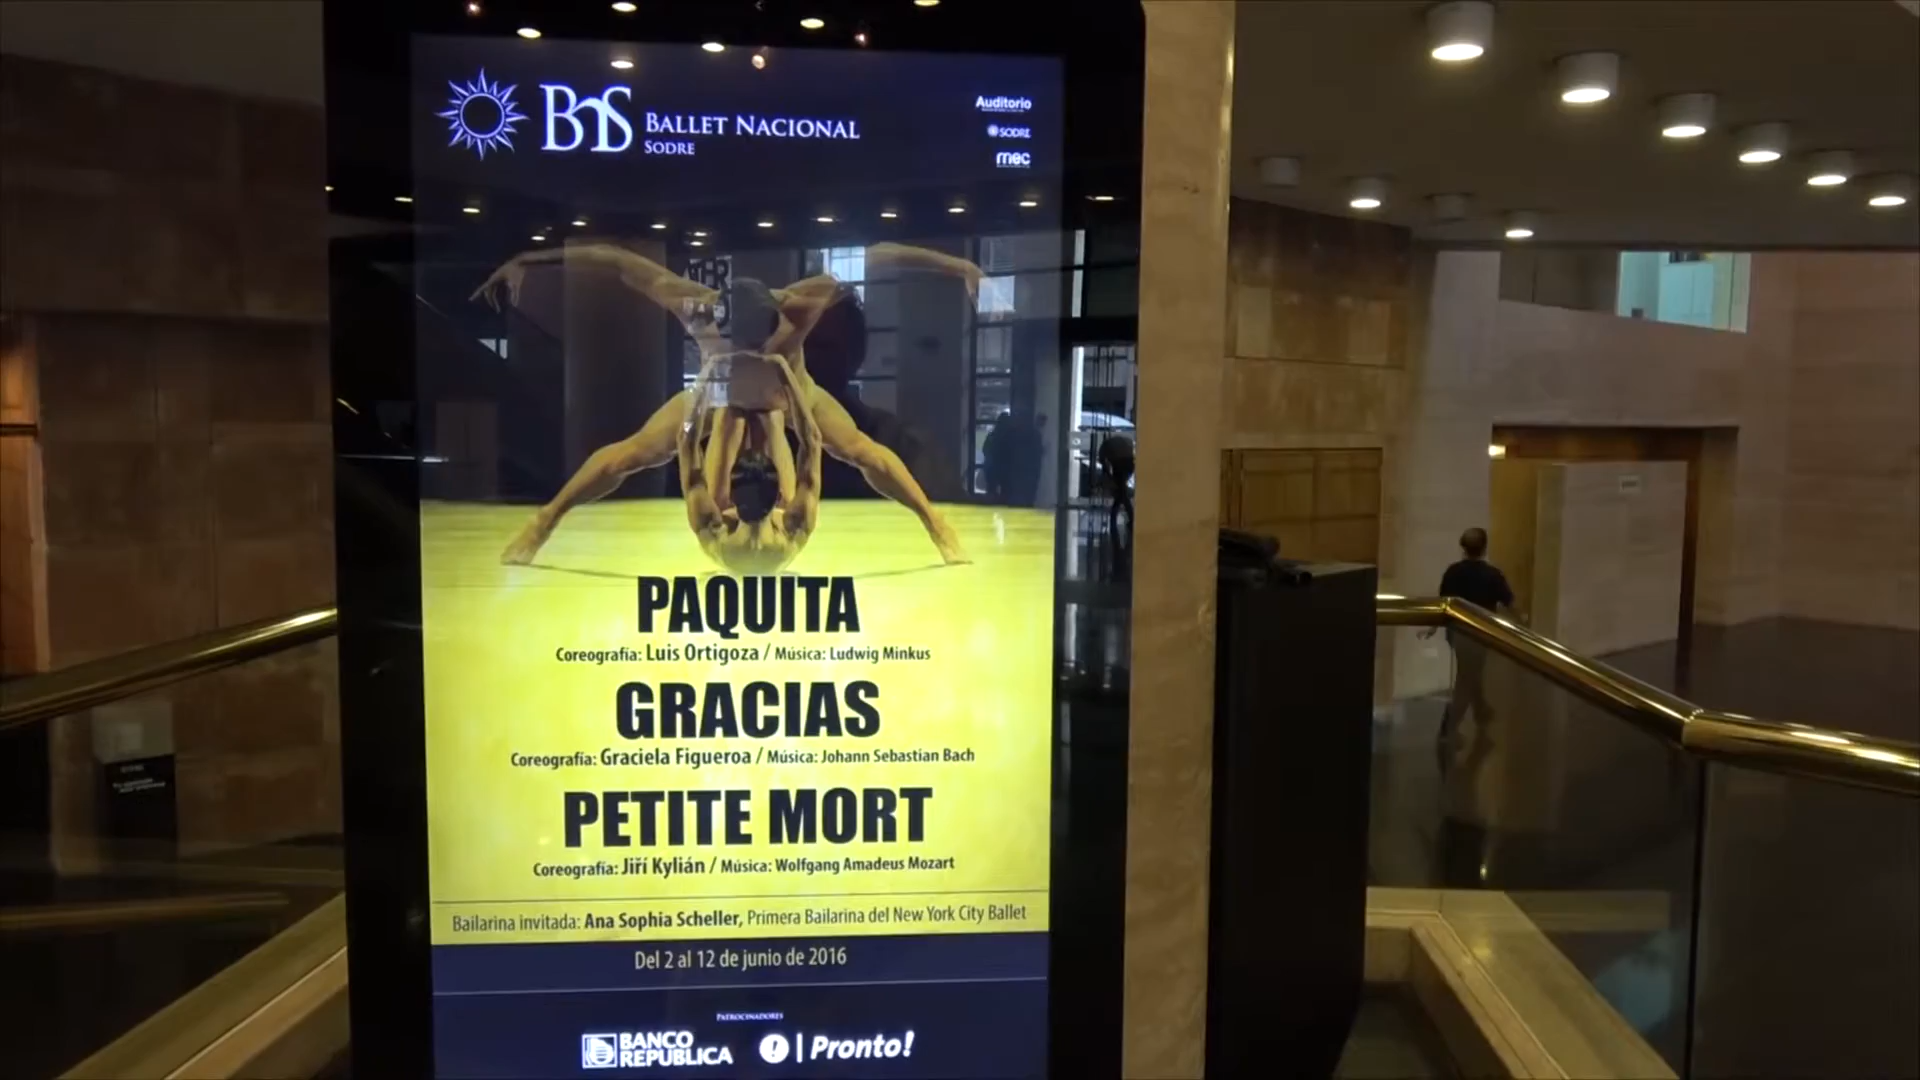 BNS BALLET NACIONAL
SODRE
Auditorio
SODRE
mec
PAQUITA
Coreografía: Luis Ortigoza / Música: Ludwig Minkus
GRACIAS
Coreografía: Graciela Figueroa / Música: Johann Sebastian Bach
PETITE MORT
Coreografía: Jiří Kylián / Música: Wolfgang Amadeus Mozart
Bailarina invitada: Ana Sophia Scheller, Primera Bailarina del New York City Ballet
Del 2 al 12 de junio de 2016
PATROCINADORES
BANCO
REPÚBLICA
! | Pronto!